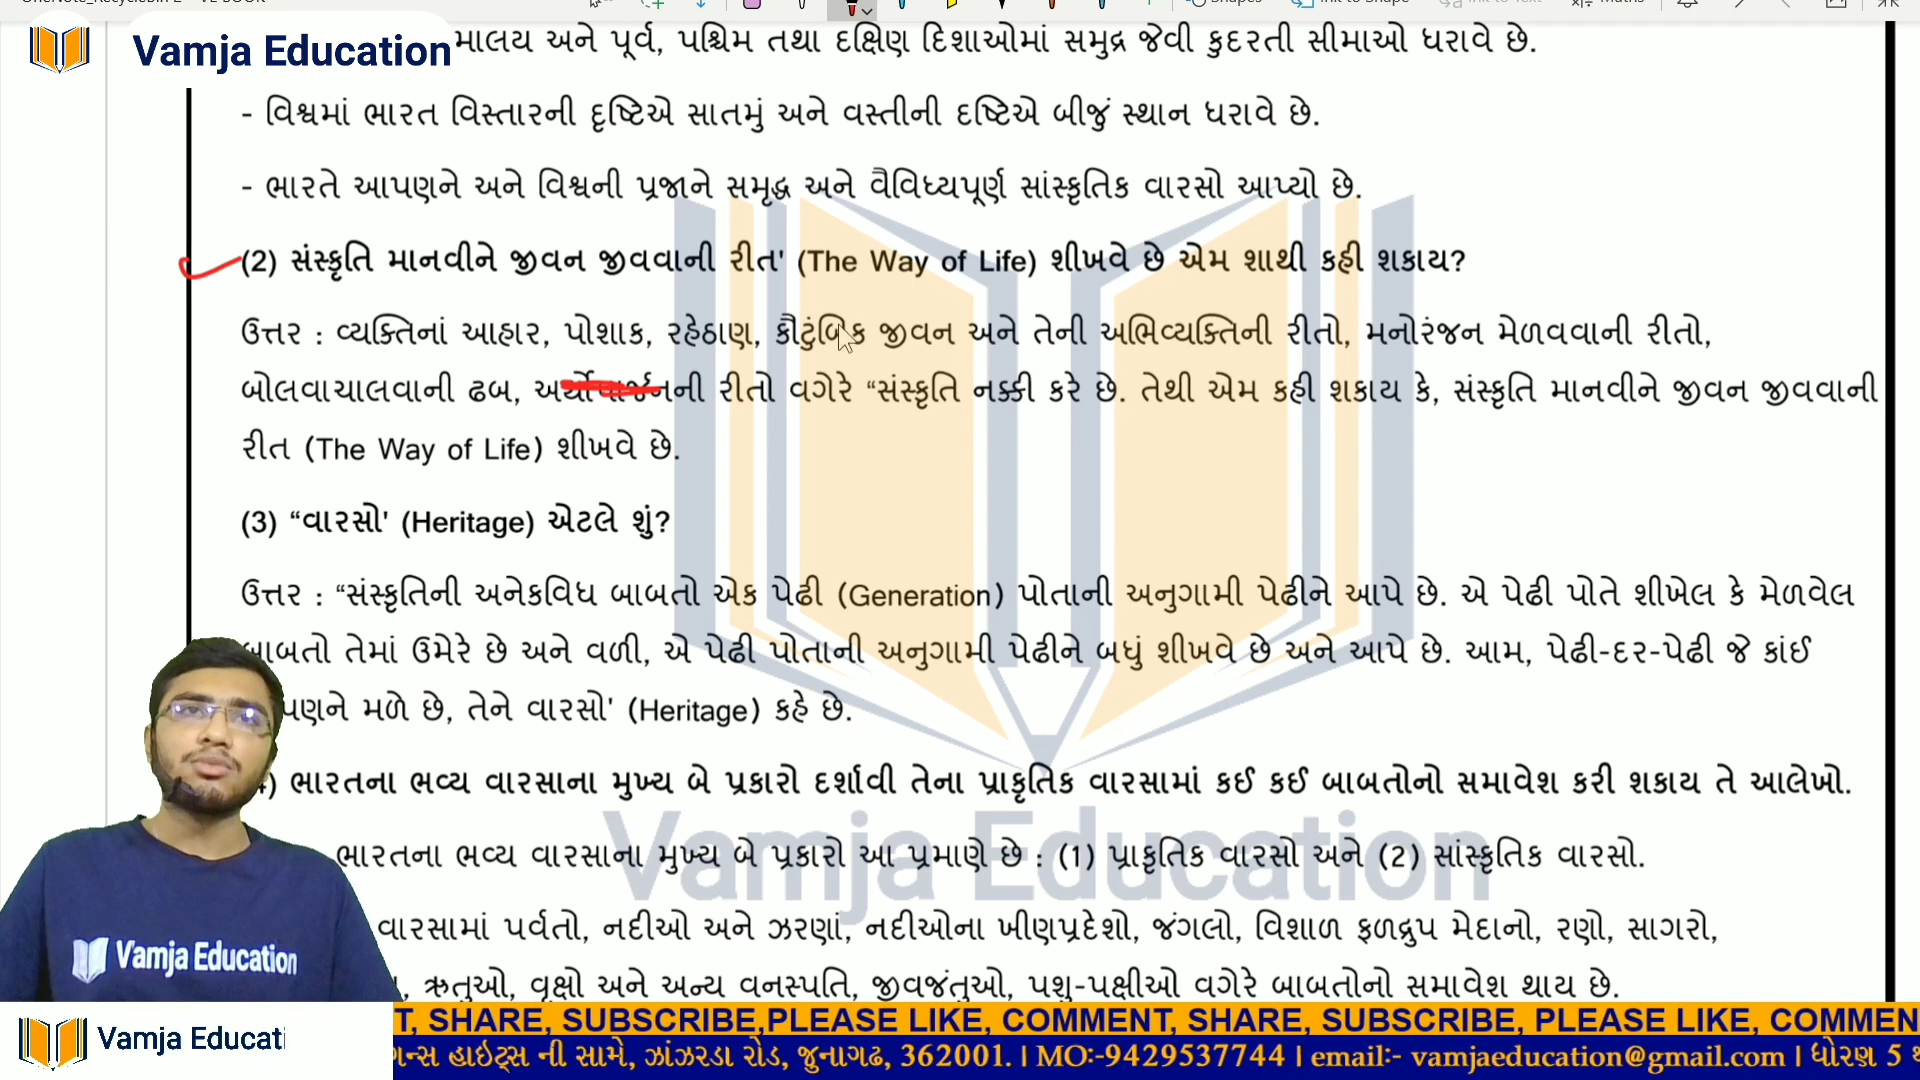 Vamja Education
માલય અને પૂર્વ, પશ્ચિમ તથા દક્ષિણ દિશાઓમાં સમુદ્ર જેવી કુદરતી સીમાઓ ધરાવે છે.
- વિશ્વમાં ભારત વિસ્તારની દૃષ્ટિએ સાતમું અને વસ્તીની દષ્ટિએ બીજું સ્થાન ધરાવે છે.
- ભારતે આપણને અને વિશ્વની પ્રજાને સમૃદ્ધ અને વૈવિધ્યપૂર્ણ સાંસ્કૃતિક વારસો આપ્યો છે.
(2) સંસ્કૃતિ માનવીને જીવન જીવવાની રીત' (The Way of Life) શીખવે છે એમ શાથી કહી શકાય?
ઉત્તર : વ્યક્તિનાં આહાર, પોશાક, રહેઠાણ, કૌટુંબિક જીવન અને તેની અભિવ્યક્તિની રીતો, મનોરંજન મેળવવાની રીતો,
બોલવાચાલવાની ઢબ, રીતો વગેરે “સંસ્કૃતિ નક્કી કરે છે. તેથી એમ કહી શકાય કે, સંસ્કૃતિ માનવીને જીવન જીવવાની
રીત (The Way of Life) શીખવે છે.
(3) “વારસો' (Heritage) એટલે શું?
ઉત્તર : “સંસ્કૃતિની અનેકવિધ બાબતો એક પેઢી (Generation) પોતાની અનુગામી પેઢીને આપે છે. એ પેઢી પોતે શીખેલ કે મેળવેલ
બાબતો તેમાં ઉમેરે છે અને વળી, એ પેઢી પોતાની અનુગામી પેઢીને બધું શીખવે છે અને આપે છે. આમ, પેઢી-દર-પેઢી જે કાંઈ
પણને મળે છે, તેને વારસો' (Heritage) કહે છે.
) ભારતના ભવ્ય વારસાના મુખ્ય બે પ્રકારો દર્શાવી તેના પ્રાકૃતિક વારસામાં કઈ કઈ બાબતોનો સમાવેશ કરી શકાય તે આલેખો.
ભારતના ભવ્ય વારસાના મુખ્ય બે પ્રકારો આ પ્રમાણે છે : (1) પ્રાકૃતિક વારસો અને (2) સાંસ્કૃતિક વારસો.
વારસામાં પર્વતો, નદીઓ અને ઝરણાં, નદીઓના ખીણપ્રદેશો, જંગલો, વિશાળ ફળદ્રુપ મેદાનો, રણો, સાગરો,
, ઋતુઓ, વૃક્ષો અને અન્ય વનસ્પતિ, જીવજંતુઓ, પશુ-પક્ષીઓ વગેરે બાબતોનો સમાવેશ થાય છે.
Vamja Education
Vamja Education
Vamja Educati
T, SHARE, SUBSCRIBE,PLEASE LIKE, COMMENT, SHARE, SUBSCRIBE, PLEASE LIKE, COMMEN
ગન્સ હાઇટ્સ ની સામે, ઝાંઝરડા રોડ, જુનાગઢ, 362001. | MO:-9429537744 | email:- vamjaeducation@gmail.com | ધોરણ 5 થ